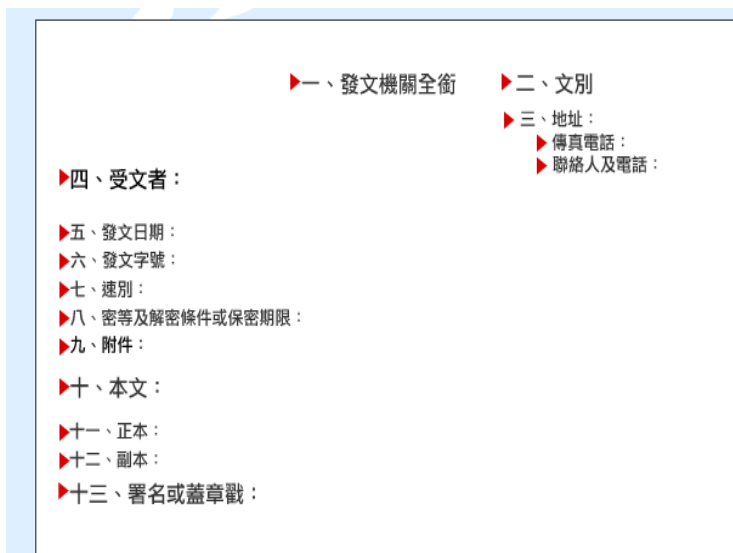 一、發文機關全銜 二、文別
三、地址：
傳真電話：
聯絡人及電話：
四、受文者：
五、發文日期：
六、發文字號：
七、速別：
八、密等及解密條件或保密期限：
九、附件：
十、本文：
十一、正本：
十二、副本：
十三、署名或蓋章戳：